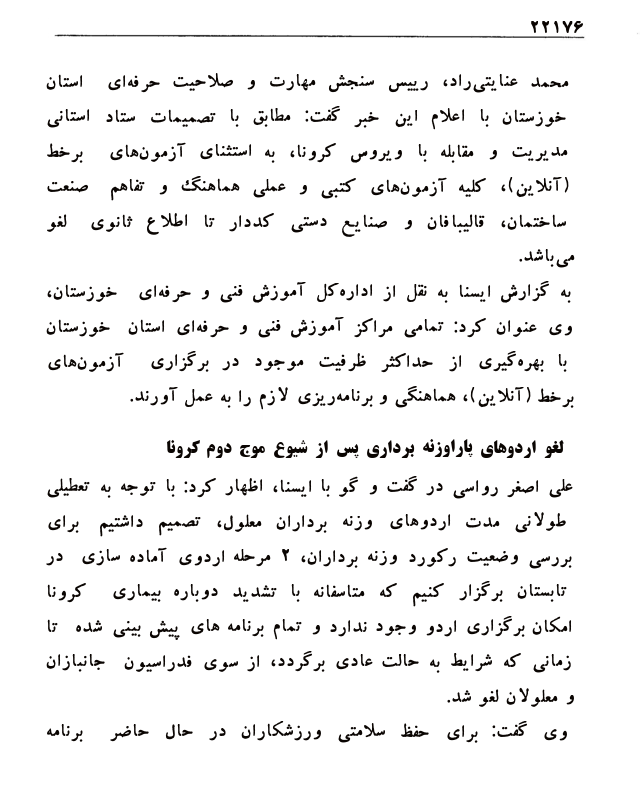 ۲۲۱۷۶
محمد عنایتی‌راد، رییس سنجش مهارت و صلاحیت حرفه‌ای استان
خوزستان با اعلام این خبر گفت: مطابق با تصمیمات ستاد استانی
مدیریت و مقابله با ویروس کرونا، به استثنای آزمون‌های برخط
(آنلاین)، کلیه آزمون‌های کتبی و عملی هماهنگ و تفاهم صنعت
ساختمان، قالیبافان و صنایع دستی کددار تا اطلاع ثانوی لغو
می‌باشد.
به گزارش ایسنا به نقل از اداره‌کل آموزش فنی و حرفه‌ای خوزستان،
وی عنوان کرد: تمامی مراکز آموزش فنی و حرفه‌ای استان خوزستان
با بهره‌گیری از حداکثر ظرفیت موجود در برگزاری آزمون‌های
برخط (آنلاین)، هماهنگی و برنامه‌ریزی لازم را به عمل آورند.
لغو اردوهای پاراوزنه برداری پس از شیوع موج دوم کرونا
علی اصغر رواسی در گفت و گو با ایسنا، اظهار کرد: با توجه به تعطیلی
طولانی مدت اردوهای وزنه برداران معلول، تصمیم داشتیم برای
بررسی وضعیت رکورد وزنه برداران، ۲ مرحله اردوی آماده سازی در
تابستان برگزار کنیم که متاسفانه با تشدید دوباره بیماری کرونا
امکان برگزاری اردو وجود ندارد و تمام برنامه های پیش بینی شده تا
زمانی که شرایط به حالت عادی برگردد، از سوی فدراسیون جانبازان
و معلولان لغو شد.
وی گفت: برای حفظ سلامتی ورزشکاران در حال حاضر برنامه